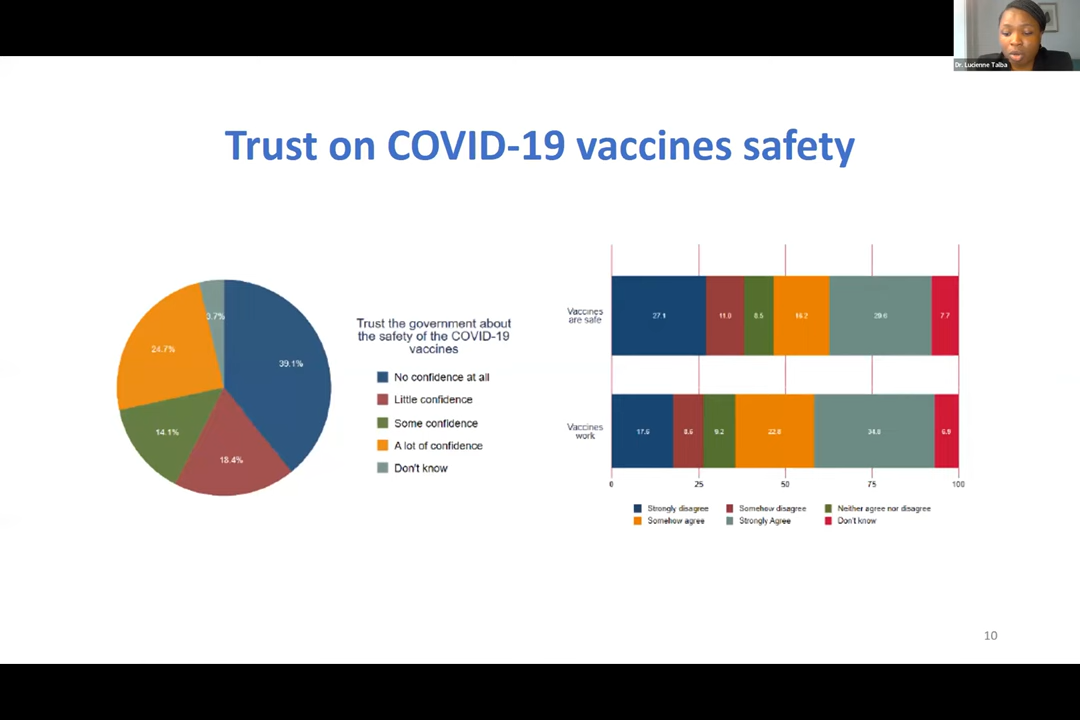 Dr. Lucienne Talba
Trust on COVID-19 vaccines safety
3.7%
24.7%
39.1%
14.1%
18.4%
Trust the government about
the safety of the COVID-19
vaccines
No confidence at all
Little confidence
Some confidence
A lot of confidence
Don't know
Vaccines
are safe
27.1 11.0 8.5 16.2 29.6 7.7
Vaccines
work
17.6 8.6 9.2 22.8 34.8 6.9
0 25 50 75 100
Strongly disagree Somehow disagree Neither agree nor disagree
Somehow agree Strongly Agree Don't know
10